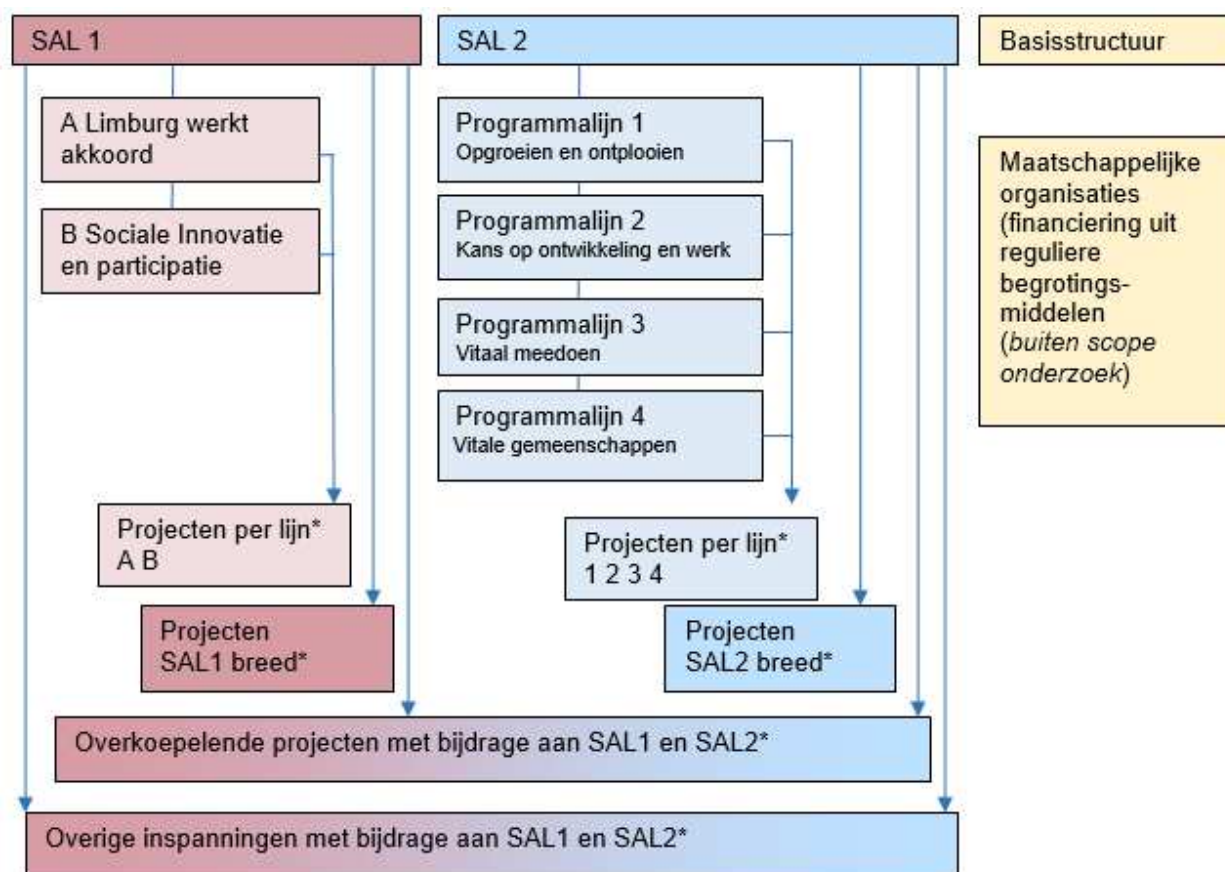 SAL 1
SAL 2
Basisstructuur
A Limburg werkt
akkoord
B Sociale Innovatie
en participatie
Programmalijn 1
Opgroeien en ontplooien
Programmalijn 2
Kans op ontwikkeling en werk
Programmalijn 3
Vitaal meedoen
Programmalijn 4
Vitale gemeenschappen
Maatschappelijke
organisaties
(financiering uit
reguliere
begrotings-
middelen
(buiten scope
onderzoek)
Projecten per lijn*
A B
Projecten per lijn*
1 2 3 4
Projecten
SAL1 breed*
Projecten
SAL2 breed*
Overkoepelende projecten met bijdrage aan SAL1 en SAL2*
Overige inspanningen met bijdrage aan SAL1 en SAL2*